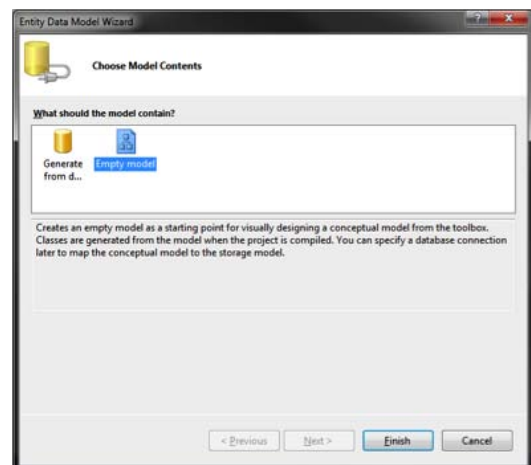 Entity Data Model Wizard
Choose Model Contents
What should the model contain?
Generate from d...
Empty model
Creates an empty model as a starting point for visually designing a conceptual model from the toolbox.
Classes are generated from the model when the project is compiled. You can specify a database connection
later to map the conceptual model to the storage model.
< Previous
Next >
Finish
Cancel